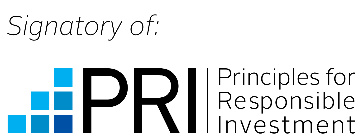 Signatory of:
PRI
Principles for
Responsible
Investment